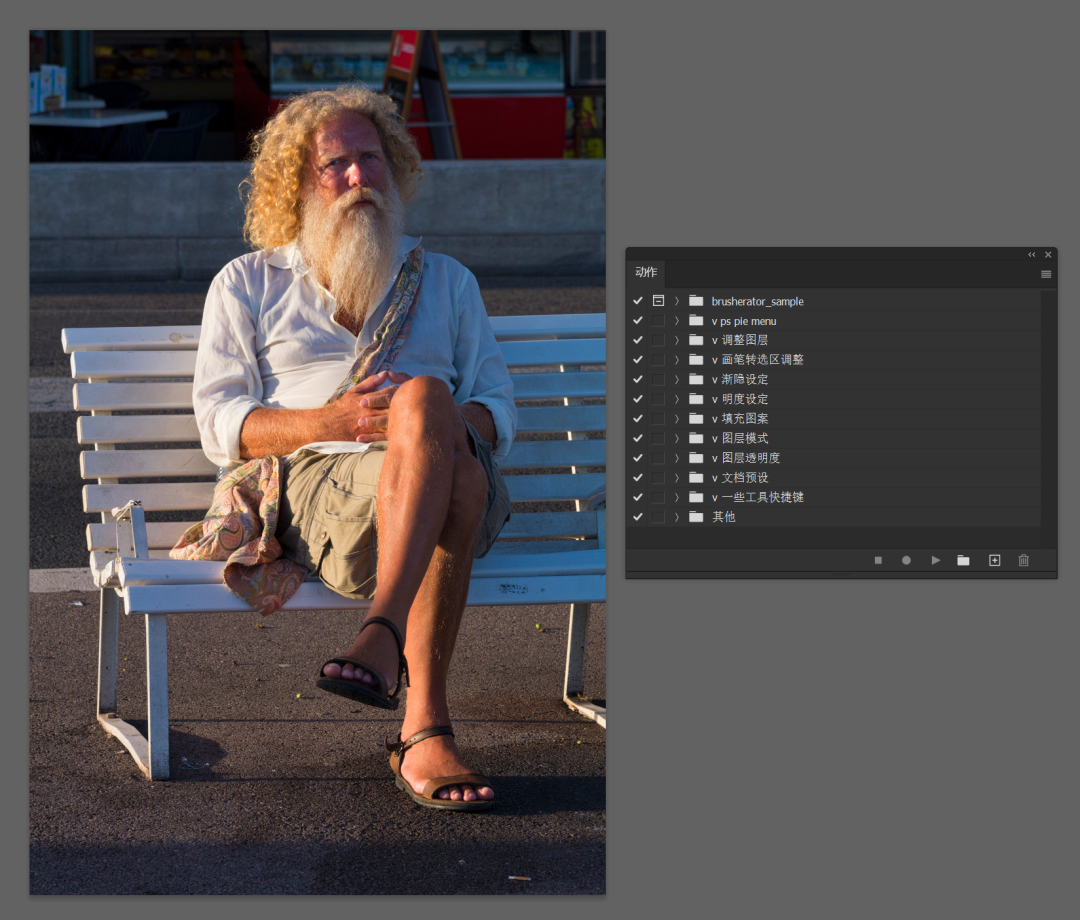 动作
brusherator_sample
v ps pie menu
v 调整图层
v 画笔转选区调整
v 渐隐设定
v 明度设定
v 填充图案
v 图层模式
v 图层透明度
v 文档预设
v 一些工具快捷键
其他